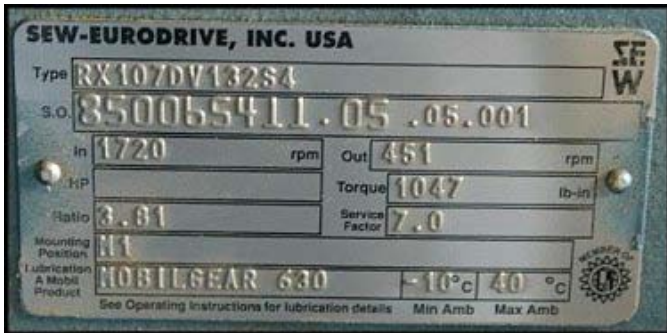 SEW-EURODRIVE, INC. USA
SEW
Type RX107DV132S4
S.O. 850065411.05 .05.001
In 1720 rpm Out 451 rpm
HP Torque 1047 lb-in
Ratio 3.81 Service Factor 7.0
Mounting Position M1
Lubrication A Mobil Product MOBILGEAR 630 -10°C 40 °C
See Operating Instructions for lubrication details Min Amb Max Amb
MEMBER OF